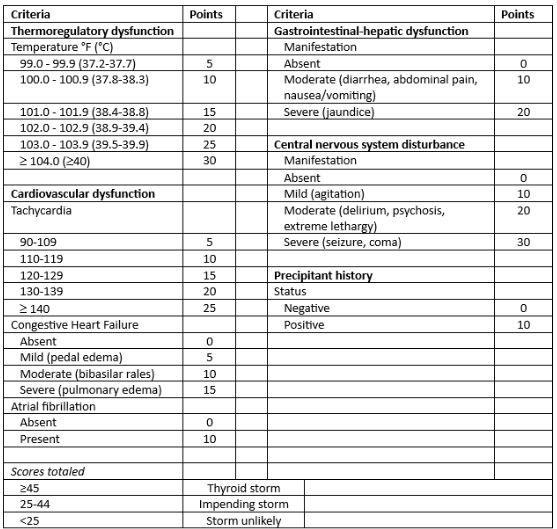 Criteria Points Criteria Points
Thermoregulatory dysfunction Gastrointestinal-hepatic dysfunction
Temperature °F (°C) Manifestation
99.0 - 99.9 (37.2-37.7) 5 Absent 0
100.0 - 100.9 (37.8-38.3) 10 Moderate (diarrhea, abdominal pain,
nausea/vomiting) 10
101.0 - 101.9 (38.4-38.8) 15 Severe (jaundice) 20
102.0 - 102.9 (38.9-39.4) 20
103.0 - 103.9 (39.5-39.9) 25 Central nervous system disturbance
≥ 104.0 (≥40) 30 Manifestation
Absent 0
Cardiovascular dysfunction Mild (agitation) 10
Tachycardia Moderate (delirium, psychosis,
extreme lethargy) 20
90-109 5 Severe (seizure, coma) 30
110-119 10
120-129 15 Precipitant history
130-139 20 Status
≥ 140 25 Negative 0
Congestive Heart Failure Positive 10
Absent 0
Mild (pedal edema) 5
Moderate (bibasilar rales) 10
Severe (pulmonary edema) 15
Atrial fibrillation
Absent 0
Present 10
Scores totaled
≥45 Thyroid storm
25-44 Impending storm
<25 Storm unlikely